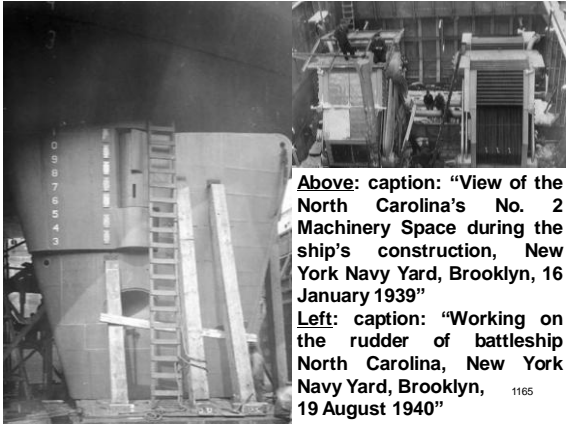 0
9
8
7
6
5
4
3
Above: caption: “View of the
North Carolina’s No. 2
Machinery Space during the
ship’s construction, New
York Navy Yard, Brooklyn, 16
January 1939”
Left: caption: “Working on
the rudder of battleship
North Carolina, New York
Navy Yard, Brooklyn, 1165
19 August 1940”